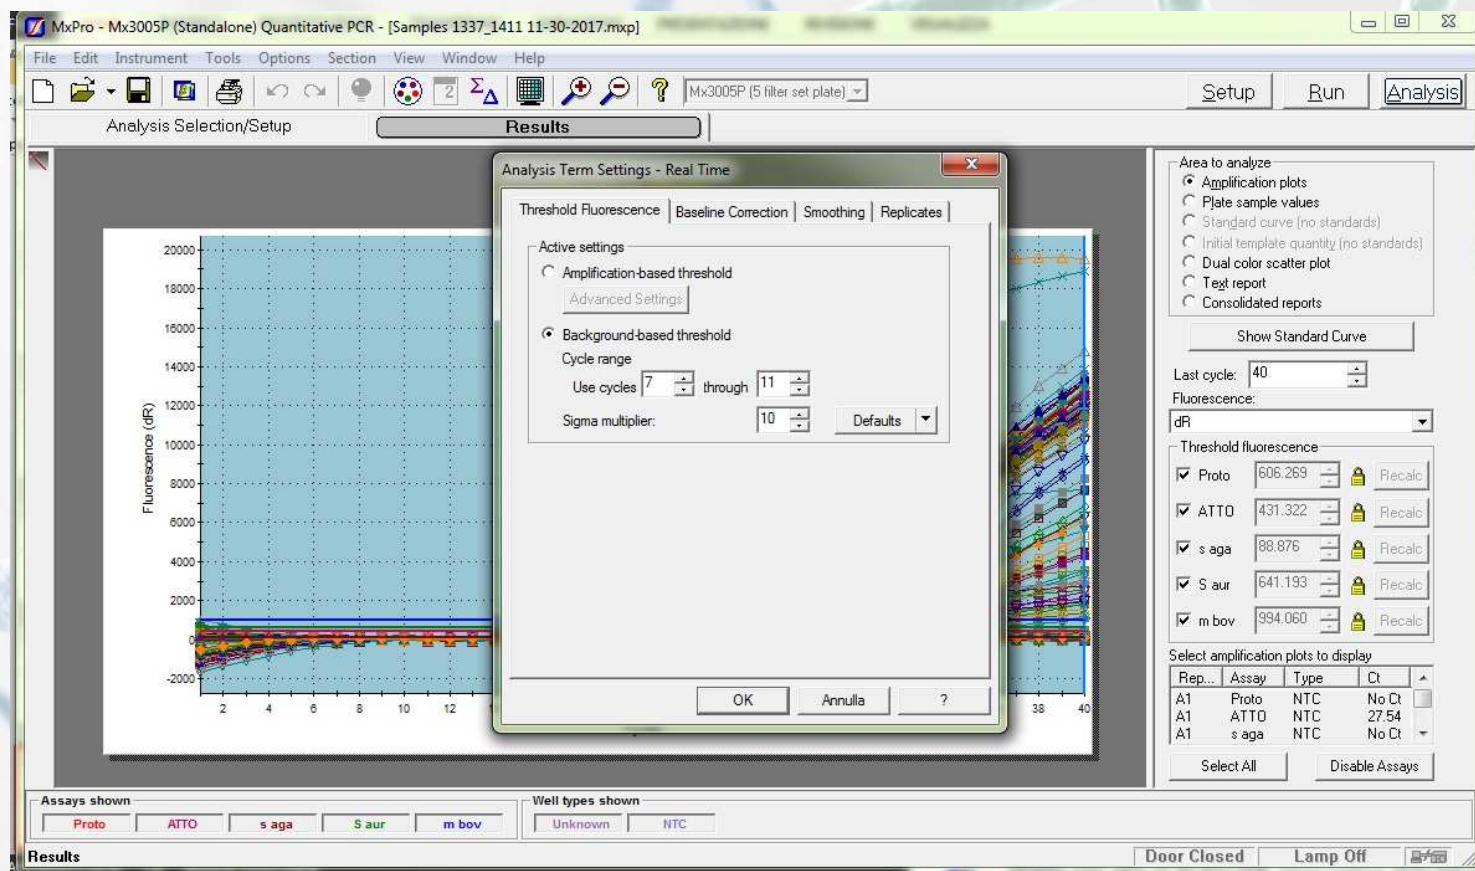 MxPro - Mx3005P (Standalone) Quantitative PCR - [Samples 1337_1411 11-30-2017.mxp]
File Edit Instrument Tools Options Section View Window Help
2 Mx3005P (5 filter set plate)
Setup Run Analysis
Analysis Selection/Setup Results
Analysis Term Settings - Real Time
Threshold Fluorescence Baseline Correction Smoothing Replicates
Active settings
Amplification-based threshold
Advanced Settings
Background-based threshold
Cycle range
Use cycles 7 through 11
Sigma multiplier: 10 Defaults
OK Annulla ?
Fluorescence (dR)
20000
18000
16000
14000
12000
10000
8000
6000
4000
2000
0
-2000
2 4 6 8 10 12 38 40
Area to analyze
Amplification plots
Plate sample values
Standard curve (no standards)
Initial template quantity (no standards)
Dual color scatter plot
Text report
Consolidated reports
Show Standard Curve
Last cycle: 40
Fluorescence:
dR
Threshold fluorescence
Proto 606.269 Recalc
ATTO 431.322 Recalc
s aga 88.876 Recalc
S aur 641.193 Recalc
m bov 994.060 Recalc
Select amplification plots to display
Rep... Assay Type Ct
A1 Proto NTC No Ct
A1 ATTO NTC 27.54
A1 s aga NTC No Ct
Select All Disable Assays
Assays shown
Proto ATTO s aga S aur m bov
Well types shown
Unknown NTC
Results
Door Closed Lamp Off